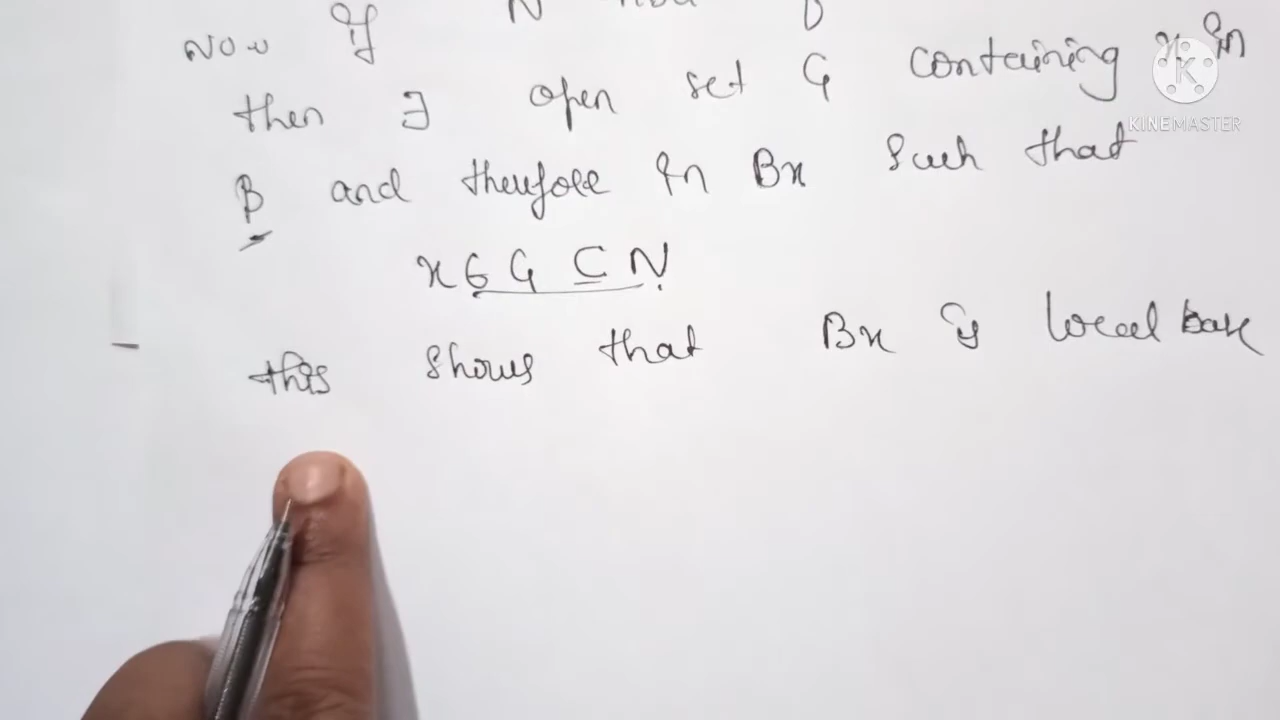 Now if N
then ∃ open set G containing x in
β and therefore in Bx Such that
x ∈ G ⊆ N.
this shows that Bx is local base
K
KINEMASTER